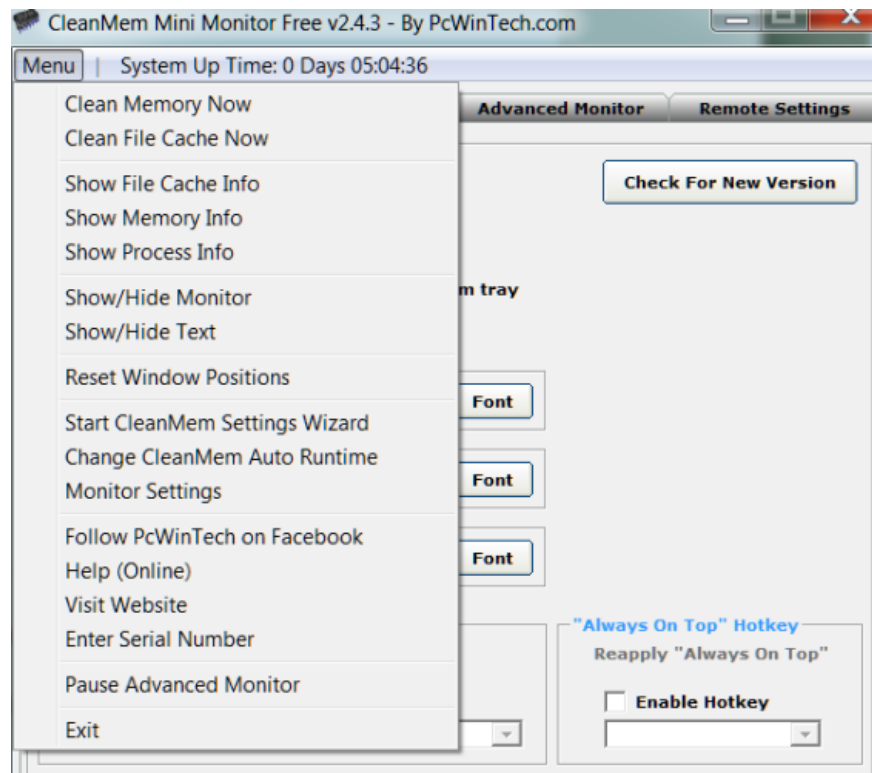 CleanMem Mini Monitor Free v2.4.3 - By PcWinTech.com
Menu | System Up Time: 0 Days 05:04:36
Clean Memory Now
Advanced Monitor
Remote Settings
Clean File Cache Now
Show File Cache Info
Check For New Version
Show Memory Info
Show Process Info
Show/Hide Monitor
m tray
Show/Hide Text
Reset Window Positions
Font
Start CleanMem Settings Wizard
Change CleanMem Auto Runtime
Monitor Settings
Font
Follow PcWinTech on Facebook
Help (Online)
Font
Visit Website
Enter Serial Number
"Always On Top" Hotkey
Reapply "Always On Top"
Pause Advanced Monitor
Enable Hotkey
Exit